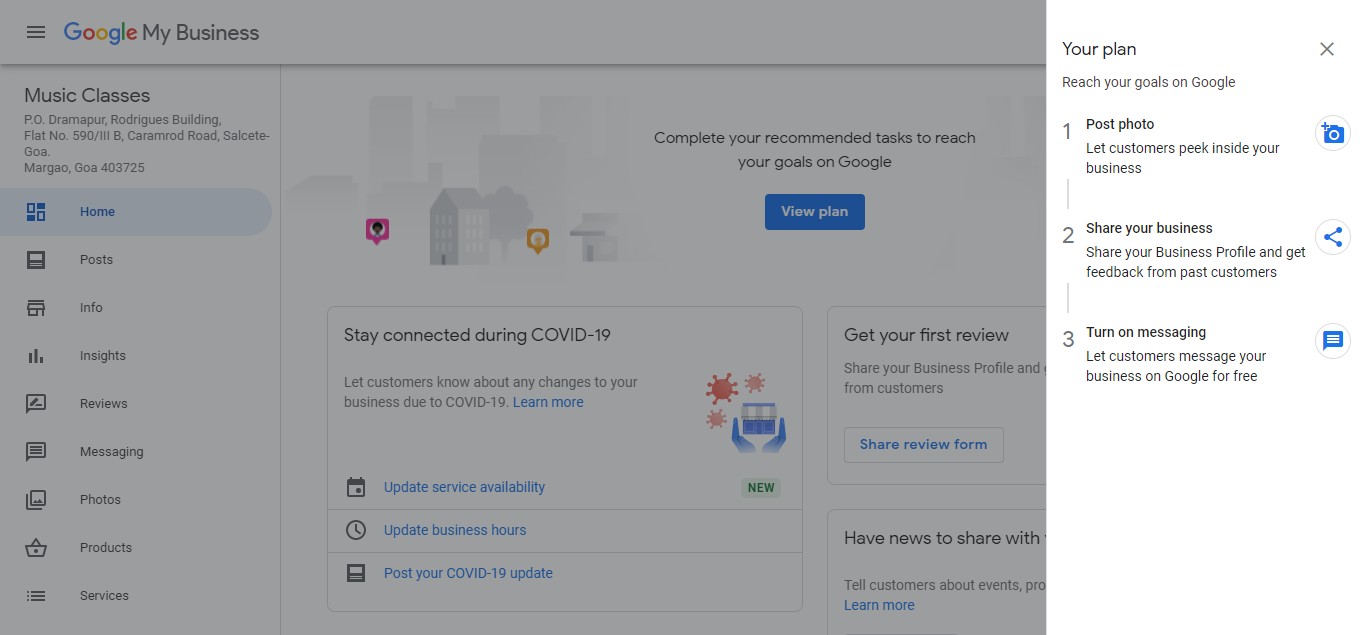 Google My Business
Music Classes
P.O. Dramapur, Rodrigues Building,
Flat No. 590/III B, Caramrod Road, Salcete-
Goa.
Margao, Goa 403725
Home
Posts
Info
Insights
Reviews
Messaging
Photos
Products
Services
Complete your recommended tasks to reach
your goals on Google
View plan
Stay connected during COVID-19
Let customers know about any changes to your
business due to COVID-19. Learn more
Update service availability
NEW
Update business hours
Post your COVID-19 update
Get your first review
Share your Business Profile and
from customers
Share review form
Have news to share with
Tell customers about events,
Learn more
Your plan
Reach your goals on Google
1 Post photo
Let customers peek inside your
business
2 Share your business
Share your Business Profile and get
feedback from past customers
3 Turn on messaging
Let customers message your
business on Google for free